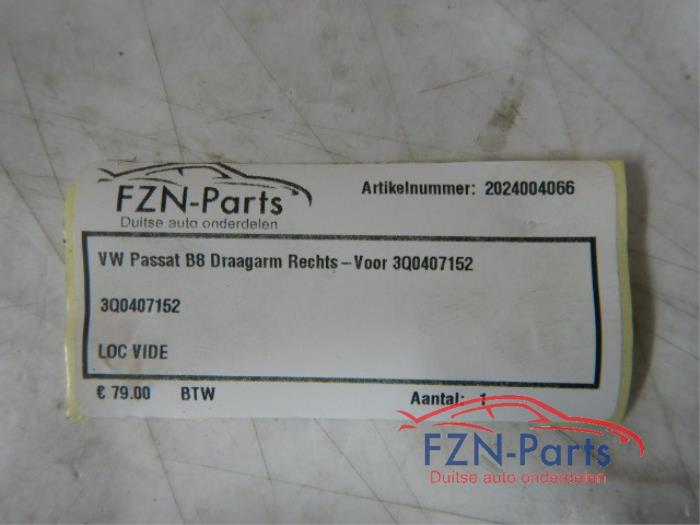 FZN-Parts
Duitse auto onderdelen
Artikelnummer: 2024004066
VW Passat B8 Draagarm Rechts-Voor 3Q0407152
3Q0407152
LOC VIDE
€ 79.00 BTW Aantal: 1
FZN-Parts
Duitse auto onderdelen